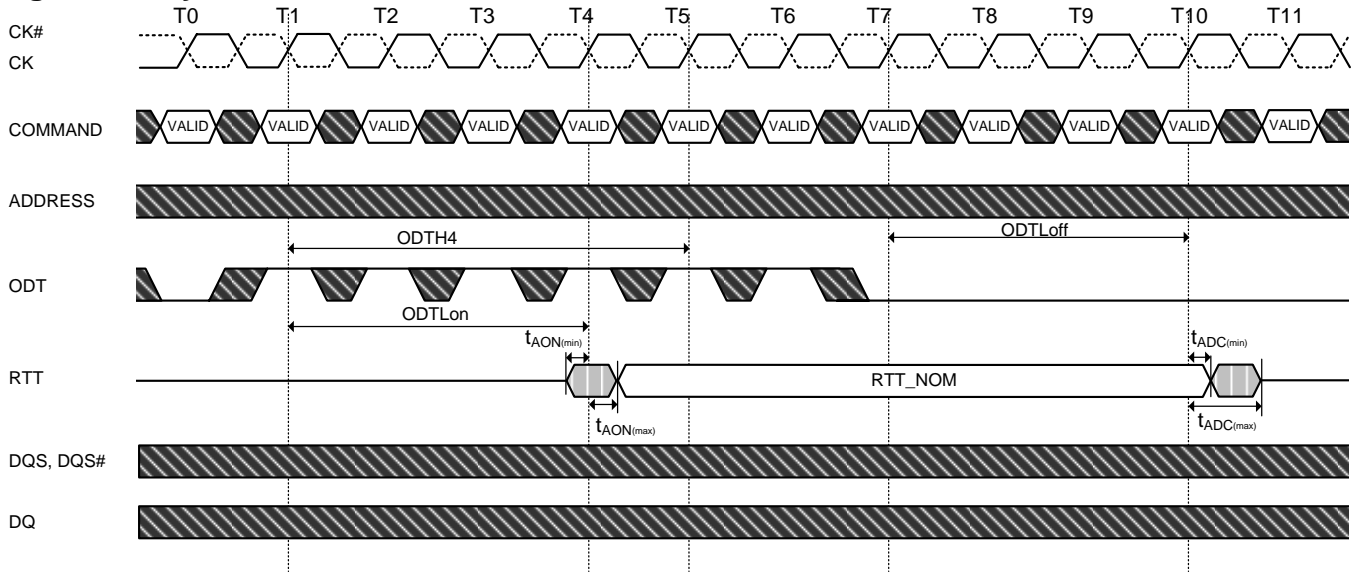 T0 T1 T2 T3 T4 T5 T6 T7 T8 T9 T10 T11
CK#
CK
COMMAND VALID VALID VALID VALID VALID VALID VALID VALID VALID VALID VALID VALID
ADDRESS
ODTH4 ODTLoff
ODT
ODTLon
tAON(min) tADC(min)
RTT RTT_NOM
tAON(max) tADC(max)
DQS, DQS#
DQ